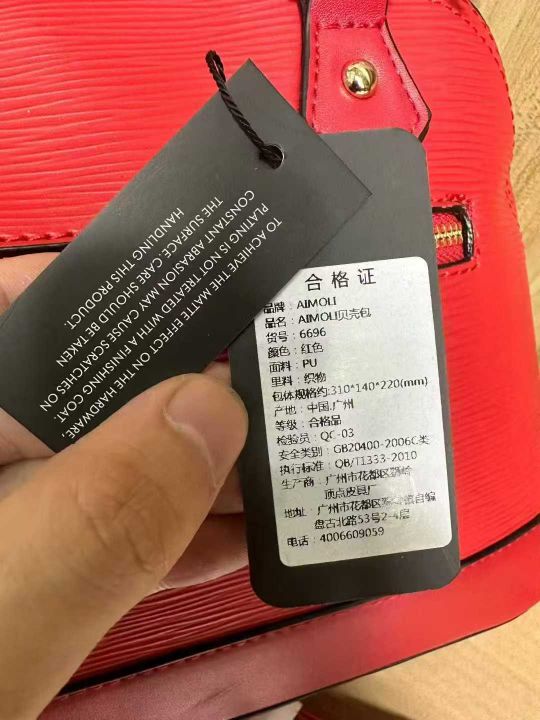 TO ACHIEVE THE MATTE EFFECT ON THE HARDWARE,
PLATING IS NOT TREATED WITH A FINISHING COAT.
CONSTANT ABRASION MAY CAUSE SCRATCHES ON
THE SURFACE. CARE SHOULD BE TAKEN
HANDLING THIS PRODUCT.
合格证
品牌: AIMOLI
品名: AIMOLI贝壳包
货号: 6696
颜色: 红色
面料: PU
里料: 织物
包体规格约:310*140*220(mm)
产地: 中国.广州
等级: 合格品
检验员: QC-03
安全类别: GB20400-2006C类
执行标准: QB/T1333-2010
生产商: 广州市花都区狮岭
顶点皮具厂
地址: 广州市花都区 自编
盘古北路53号2-4层
电话: 4006609059